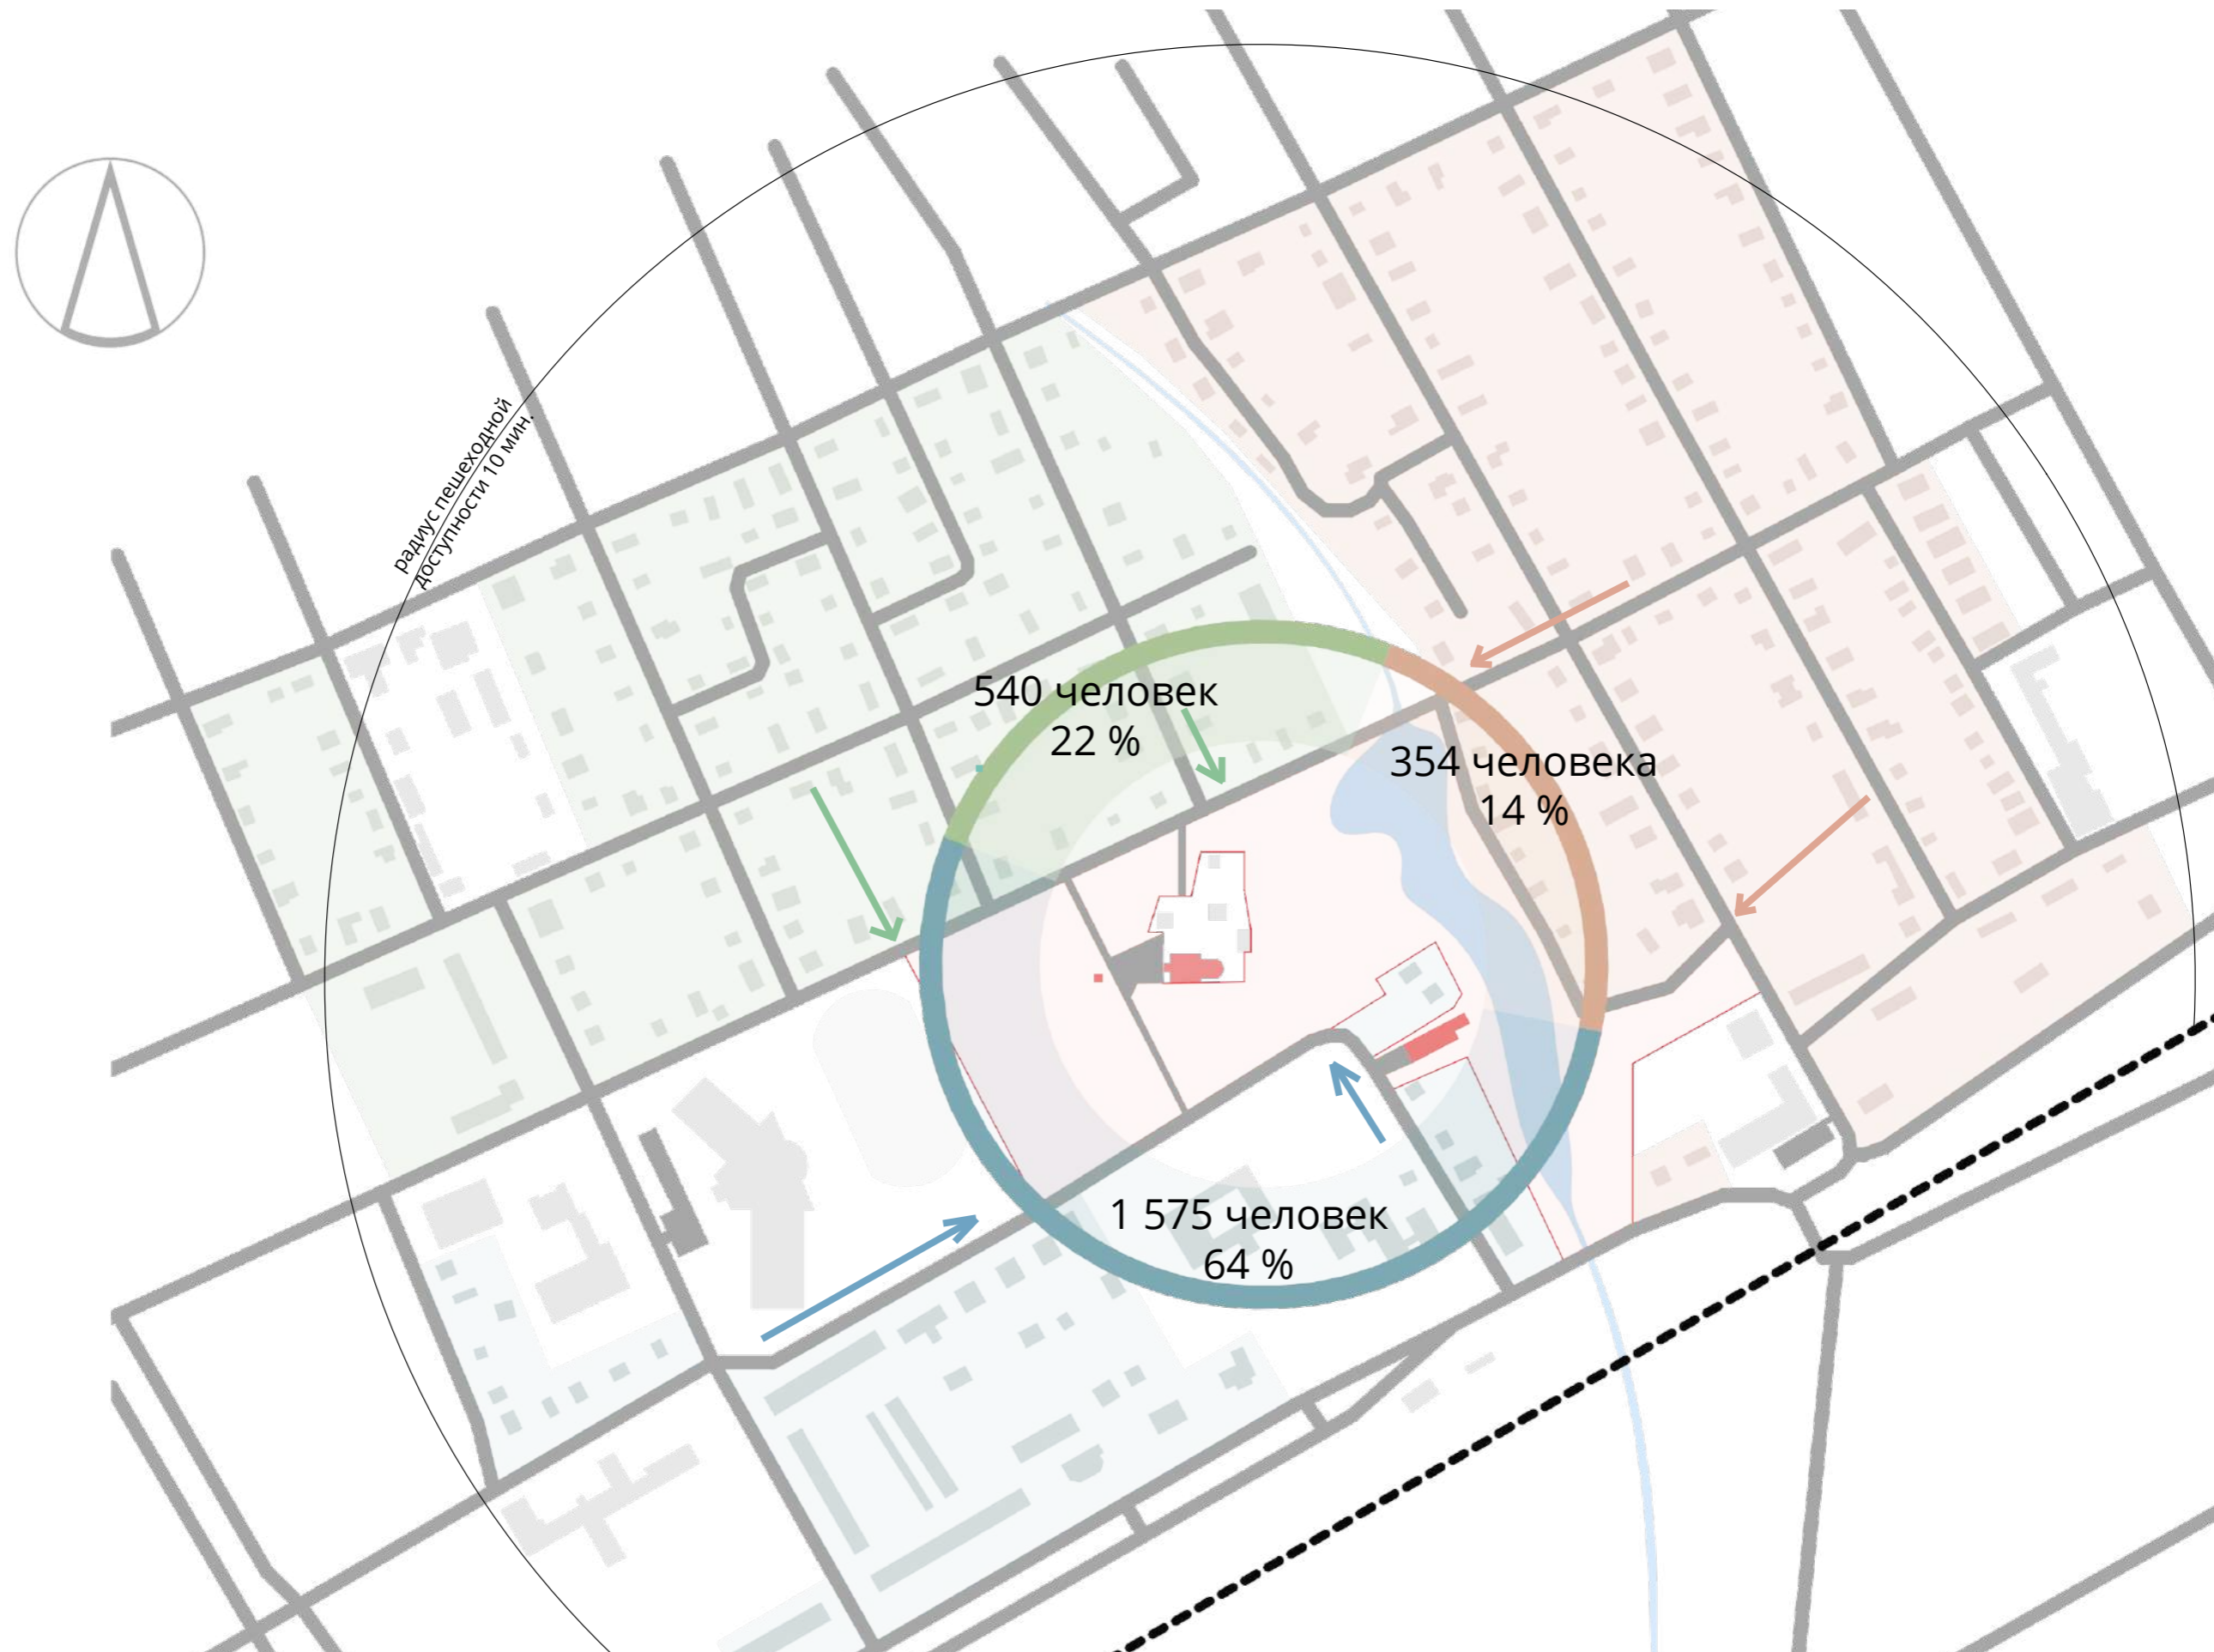 радиус пешеходной
доступности 10 мин.
540 человек
22 %
354 человека
14 %
1 575 человек
64 %